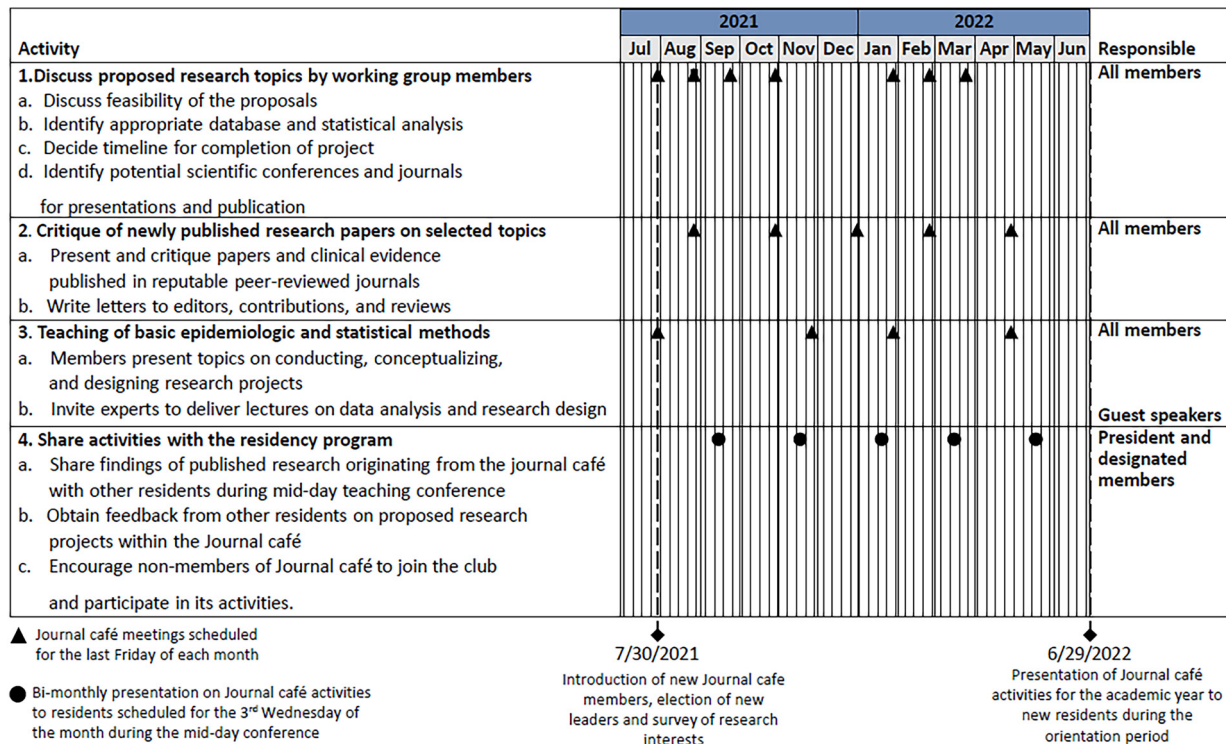 2021 2022
Activity Jul Aug Sep Oct Nov Dec Jan Feb Mar Apr May Jun Responsible
1.Discuss proposed research topics by working group members All members
a. Discuss feasibility of the proposals
b. Identify appropriate database and statistical analysis
c. Decide timeline for completion of project
d. Identify potential scientific conferences and journals
for presentations and publication
2. Critique of newly published research papers on selected topics All members
a. Present and critique papers and clinical evidence
published in reputable peer-reviewed journals
b. Write letters to editors, contributions, and reviews
3. Teaching of basic epidemiologic and statistical methods All members
a. Members present topics on conducting, conceptualizing,
and designing research projects
b. Invite experts to deliver lectures on data analysis and research design Guest speakers
4. Share activities with the residency program President and
designated
members
a. Share findings of published research originating from the journal café
with other residents during mid-day teaching conference
b. Obtain feedback from other residents on proposed research
projects within the Journal café
c. Encourage non-members of Journal café to join the club
and participate in its activities.
Journal café meetings scheduled
for the last Friday of each month
Bi-monthly presentation on Journal café activities
to residents scheduled for the 3rd Wednesday of
the month during the mid-day conference
7/30/2021
Introduction of new Journal cafe
members, election of new
leaders and survey of research
interests
6/29/2022
Presentation of Journal café
activities for the academic year to
new residents during the
orientation period